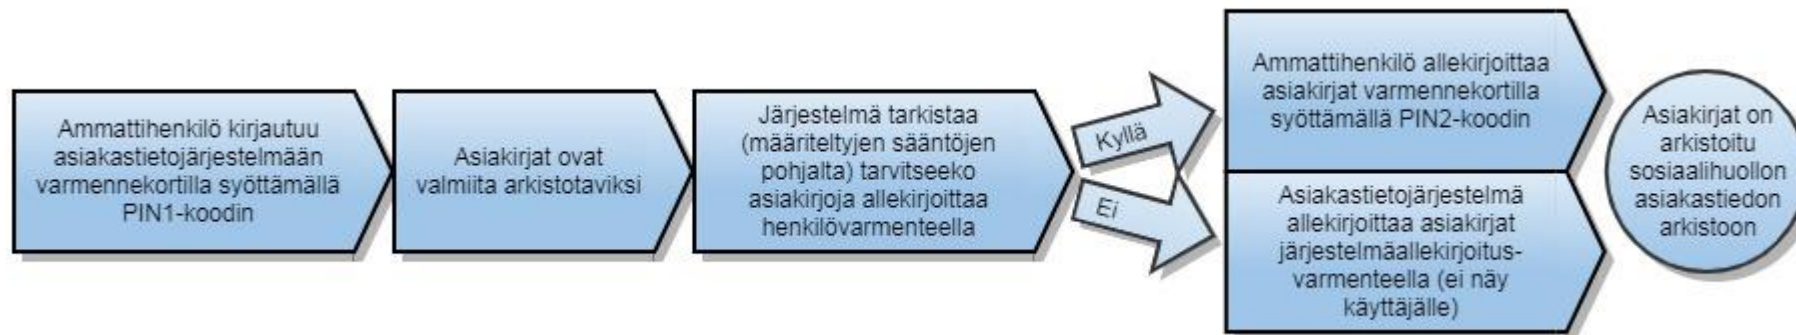 Ammattihenkilö kirjautuu
asiakastietojärjestelmään
varmennekortilla syöttämällä
PIN1-koodin
Asiakirjat ovat
valmiita arkistotaviksi
Järjestelmä tarkistaa
(määriteltyjen sääntöjen
pohjalta) tarvitseeko
asiakirjoja allekirjoittaa
henkilövarmenteella
Kyllä
Ei
Ammattihenkilö allekirjoittaa
asiakirjat varmennekortilla
syöttämällä PIN2-koodin
Asiakastietojärjestelmä
allekirjoittaa asiakirjat
järjestelmäallekirjoitus-
varmenteella (ei näy
käyttäjälle)
Asiakirjat on
arkistoitu
sosiaalihuollon
asiakastiedon
arkistoon